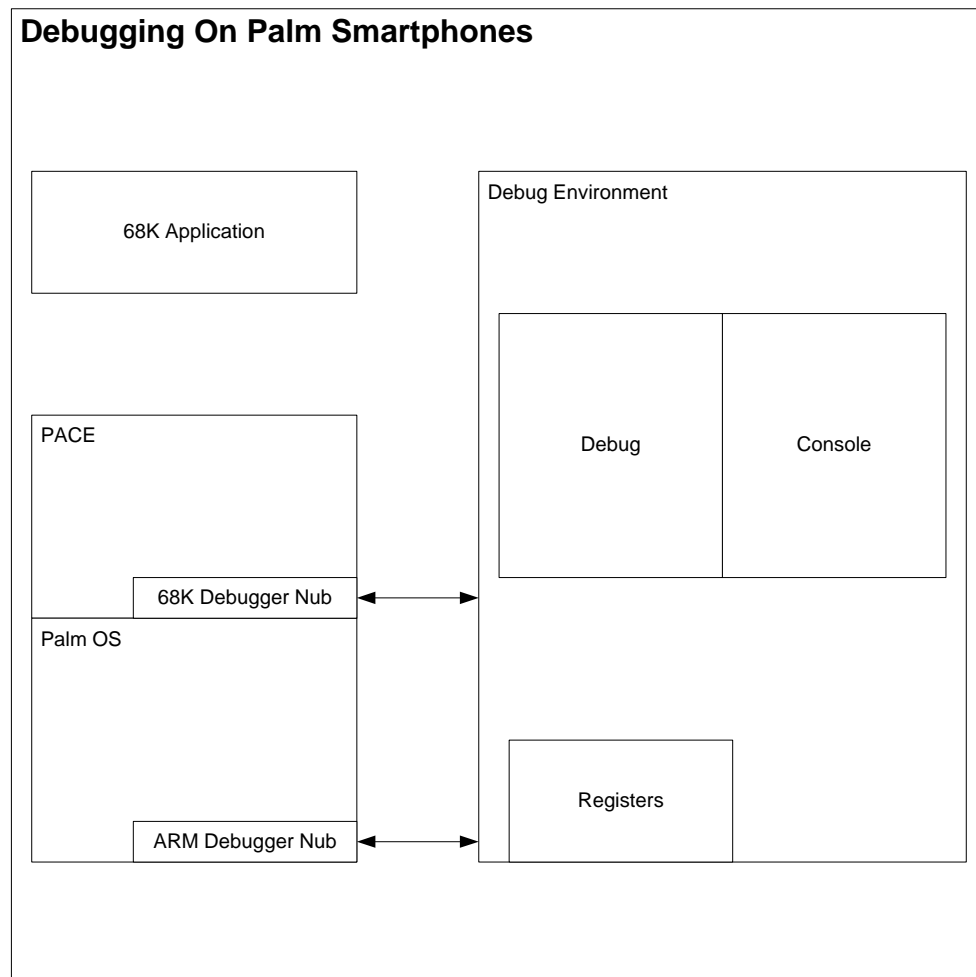 Debugging On Palm Smartphones
68K Application
Debug Environment
Debug
Console
PACE
68K Debugger Nub
Palm OS
Registers
ARM Debugger Nub